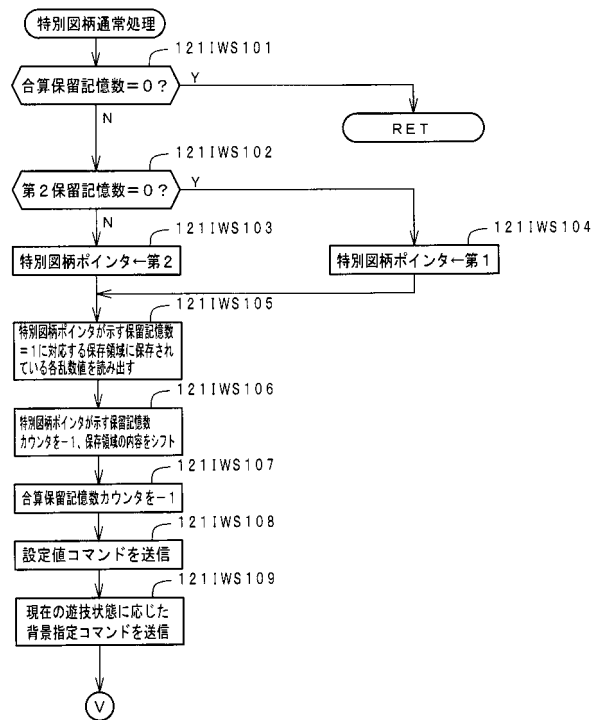 特別図柄通常処理
121IWS101
合算保留記憶数=0?
Y
N
RET
121IWS102
第2保留記憶数=0?
Y
N
121IWS103
特別図柄ポインタ←第2
121IWS104
特別図柄ポインタ←第1
121IWS105
特別図柄ポインタが示す保留記憶数
=1に対応する保存領域に保存され
ている各乱数値を読み出す
121IWS106
特別図柄ポインタが示す保留記憶数
カウンタを-1、保存領域の内容をシフト
121IWS107
合算保留記憶数カウンタを-1
121IWS108
設定値コマンドを送信
121IWS109
現在の遊技状態に応じた
背景指定コマンドを送信
V